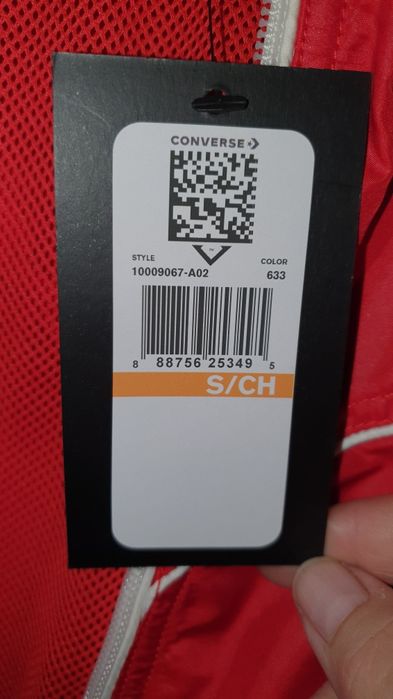 CONVERSE
STYLE
COLOR
10009067-A02
633
8 88756 25349 5
S/CH